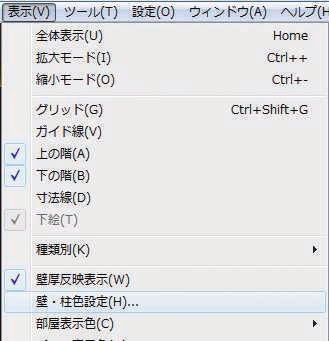 表示(V) ツール(T) 設定(O) ウィンドウ(A) ヘルプ(H
全体表示(U) Home
拡大モード(I) Ctrl++
縮小モード(O) Ctrl+-
グリッド(G) Ctrl+Shift+G
ガイド線(V)
上の階(A)
下の階(B)
寸法線(D)
下絵(T)
種類別(K)
壁厚反映表示(W)
壁・柱色設定(H)...
部屋表示色(C)